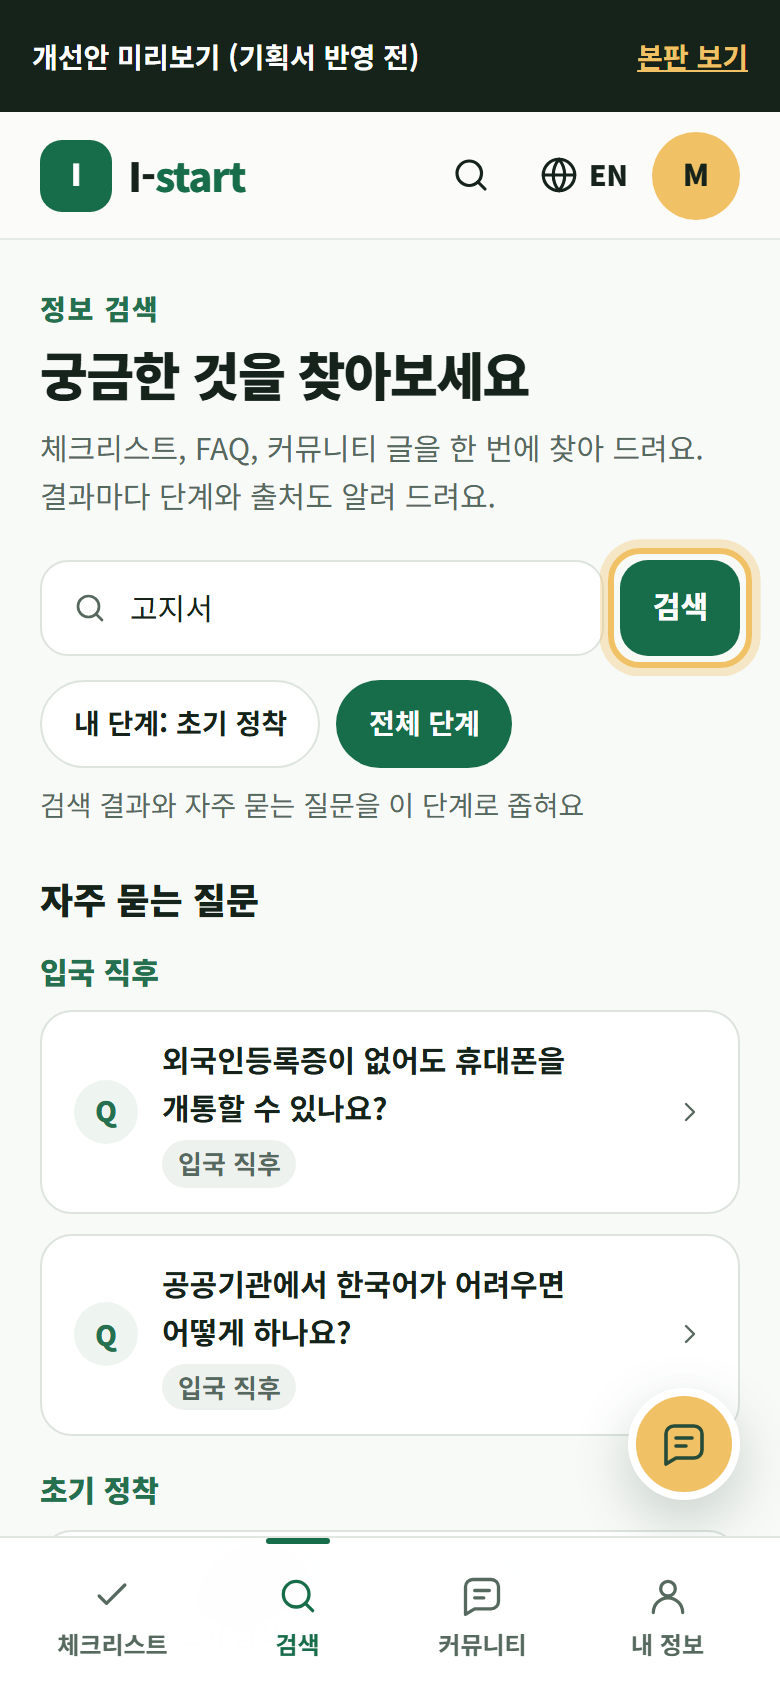 개선안 미리보기 (기획서 반영 전)
본판 보기
I
I-start
EN
M
정보 검색
궁금한 것을 찾아보세요
체크리스트, FAQ, 커뮤니티 글을 한 번에 찾아 드려요.
결과마다 단계와 출처도 알려 드려요.
고지서
검색
내 단계: 초기 정착
전체 단계
검색 결과와 자주 묻는 질문을 이 단계로 좁혀요
자주 묻는 질문
입국 직후
Q
외국인등록증이 없어도 휴대폰을
개통할 수 있나요?
입국 직후
Q
공공기관에서 한국어가 어려우면
어떻게 하나요?
입국 직후
초기 정착
체크리스트
검색
커뮤니티
내 정보